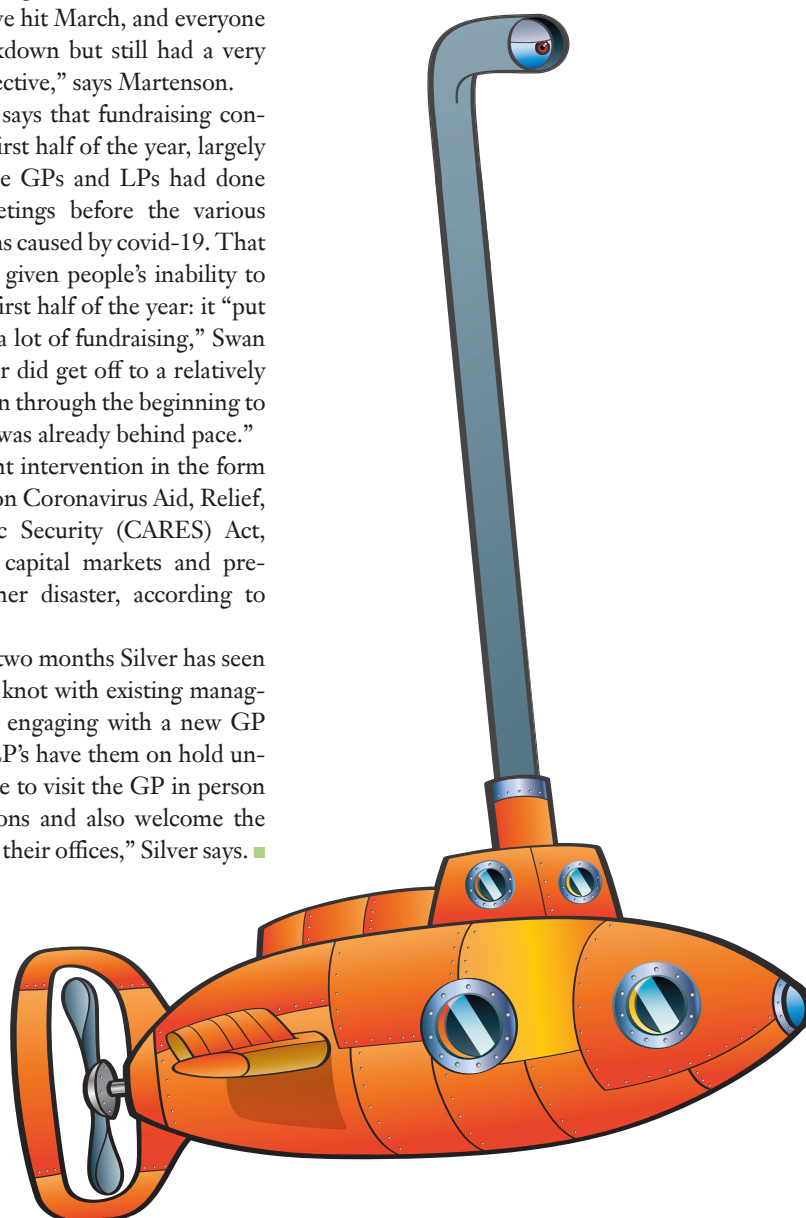 ve hit March, and everyone
kdown but still had a very
ective,” says Martenson.
says that fundraising con-
irst half of the year, largely
e GPs and LPs had done
etings before the various
ns caused by covid-19. That
given people’s inability to
irst half of the year: it “put
a lot of fundraising,” Swan
r did get off to a relatively
n through the beginning to
was already behind pace.”
nt intervention in the form
on Coronavirus Aid, Relief,
c Security (CARES) Act,
capital markets and pre-
her disaster, according to
two months Silver has seen
knot with existing manag-
engaging with a new GP
LP’s have them on hold un-
e to visit the GP in person
ons and also welcome the
their offices,” Silver says.